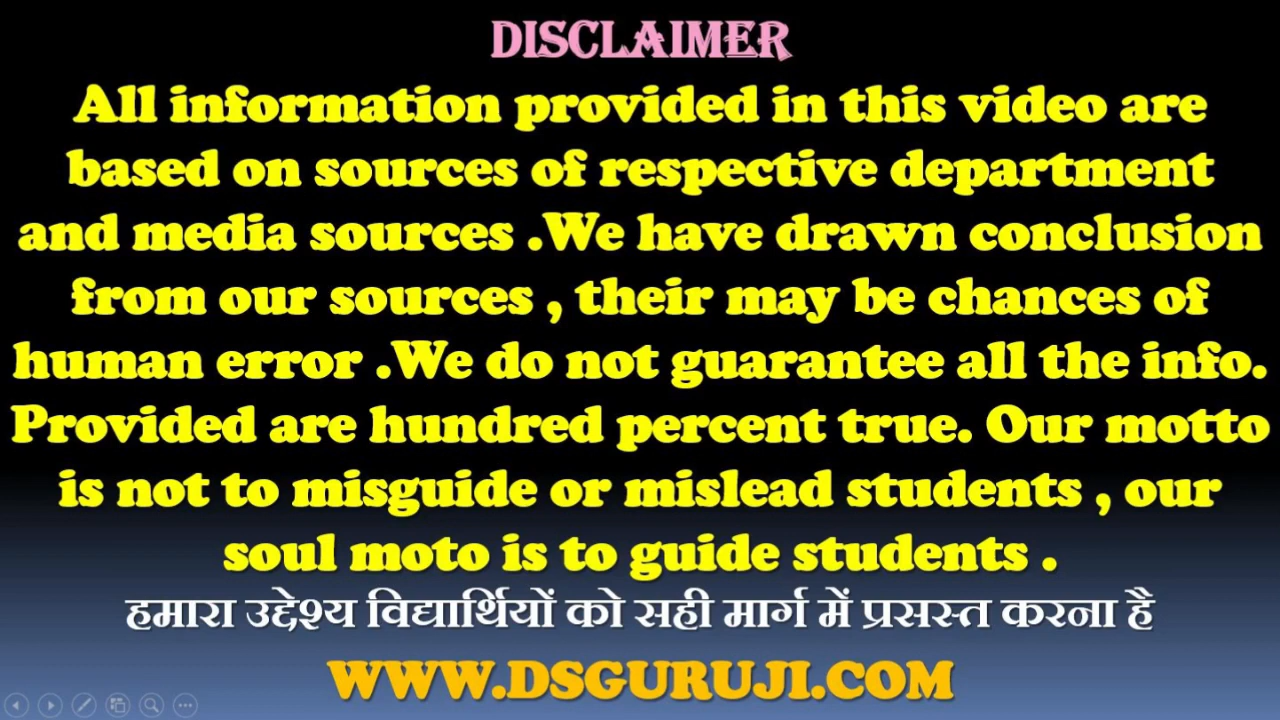 DISCLAIMER
All information provided in this video are
based on sources of respective department
and media sources .We have drawn conclusion
from our sources , their may be chances of
human error .We do not guarantee all the info.
Provided are hundred percent true. Our motto
is not to misguide or mislead students , our
soul moto is to guide students .
हमारा उद्देश्य विद्यार्थियों को सही मार्ग में प्रसस्त करना है
WWW.DSGURUJI.COM